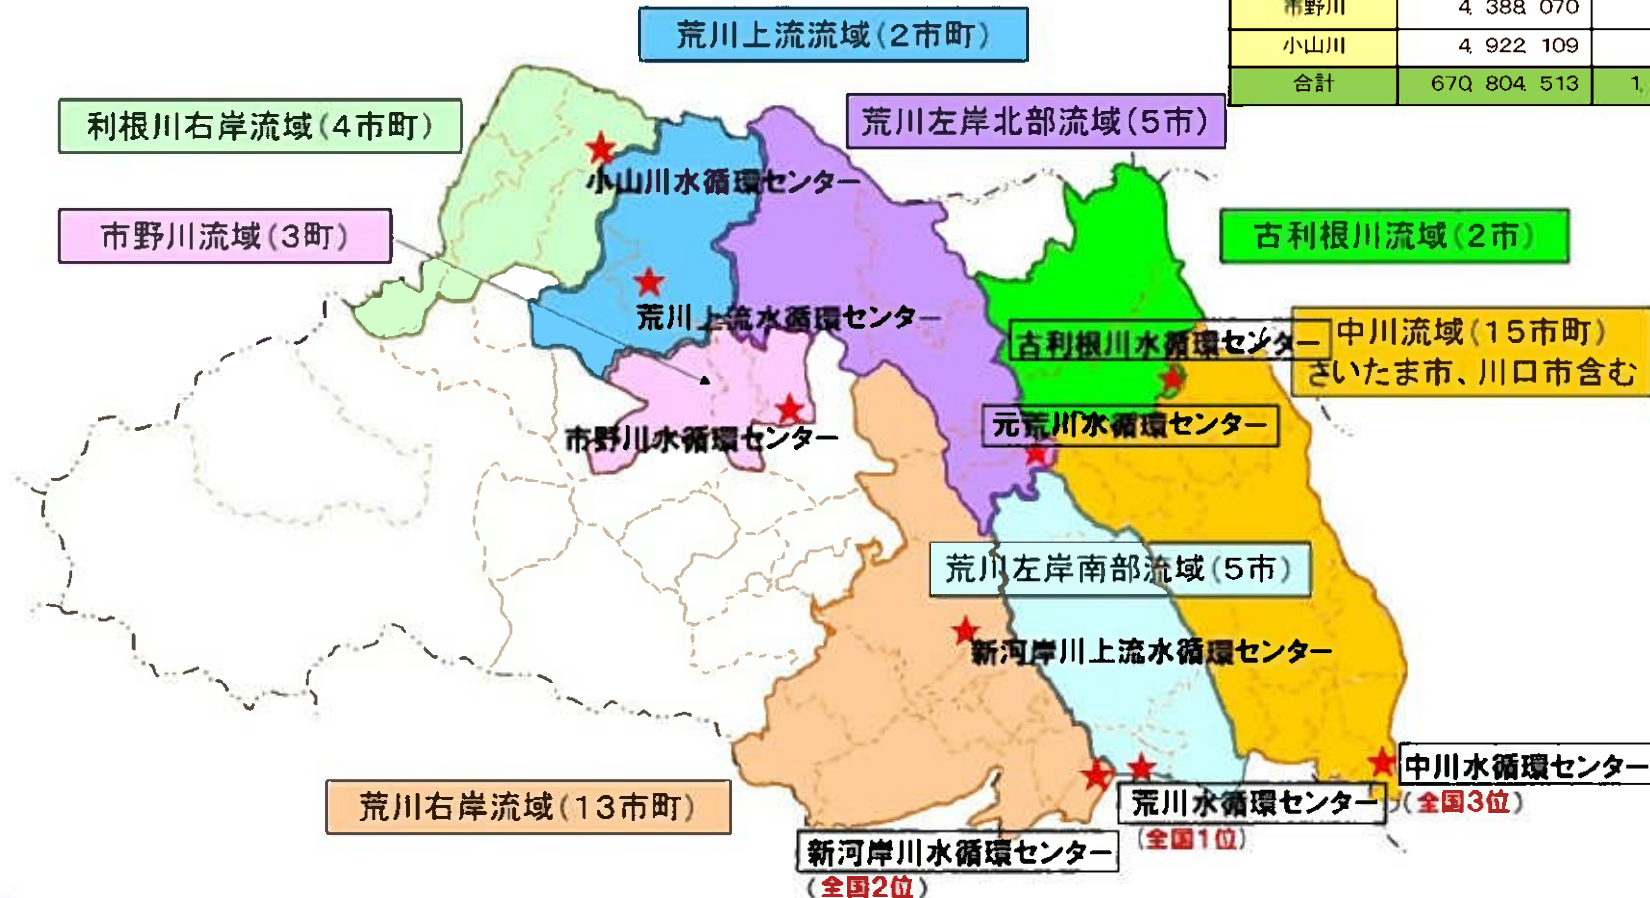 市野川 4,388,070
小山川 4,922,109
合計 670,804,513 1,
荒川上流流域(2市町)
利根川右岸流域(4市町)
荒川左岸北部流域(5市)
小山川水循環センター
市野川流域(3町)
古利根川流域(2市)
荒川上流水循環センター
古利根川水循環センター
中川流域(15市町)
さいたま市、川口市含む
元荒川水循環センター
市野川水循環センター
荒川左岸南部流域(5市)
新河岸川上流水循環センター
中川水循環センター
(全国3位)
荒川右岸流域(13市町)
荒川水循環センター
(全国1位)
新河岸川水循環センター
(全国2位)